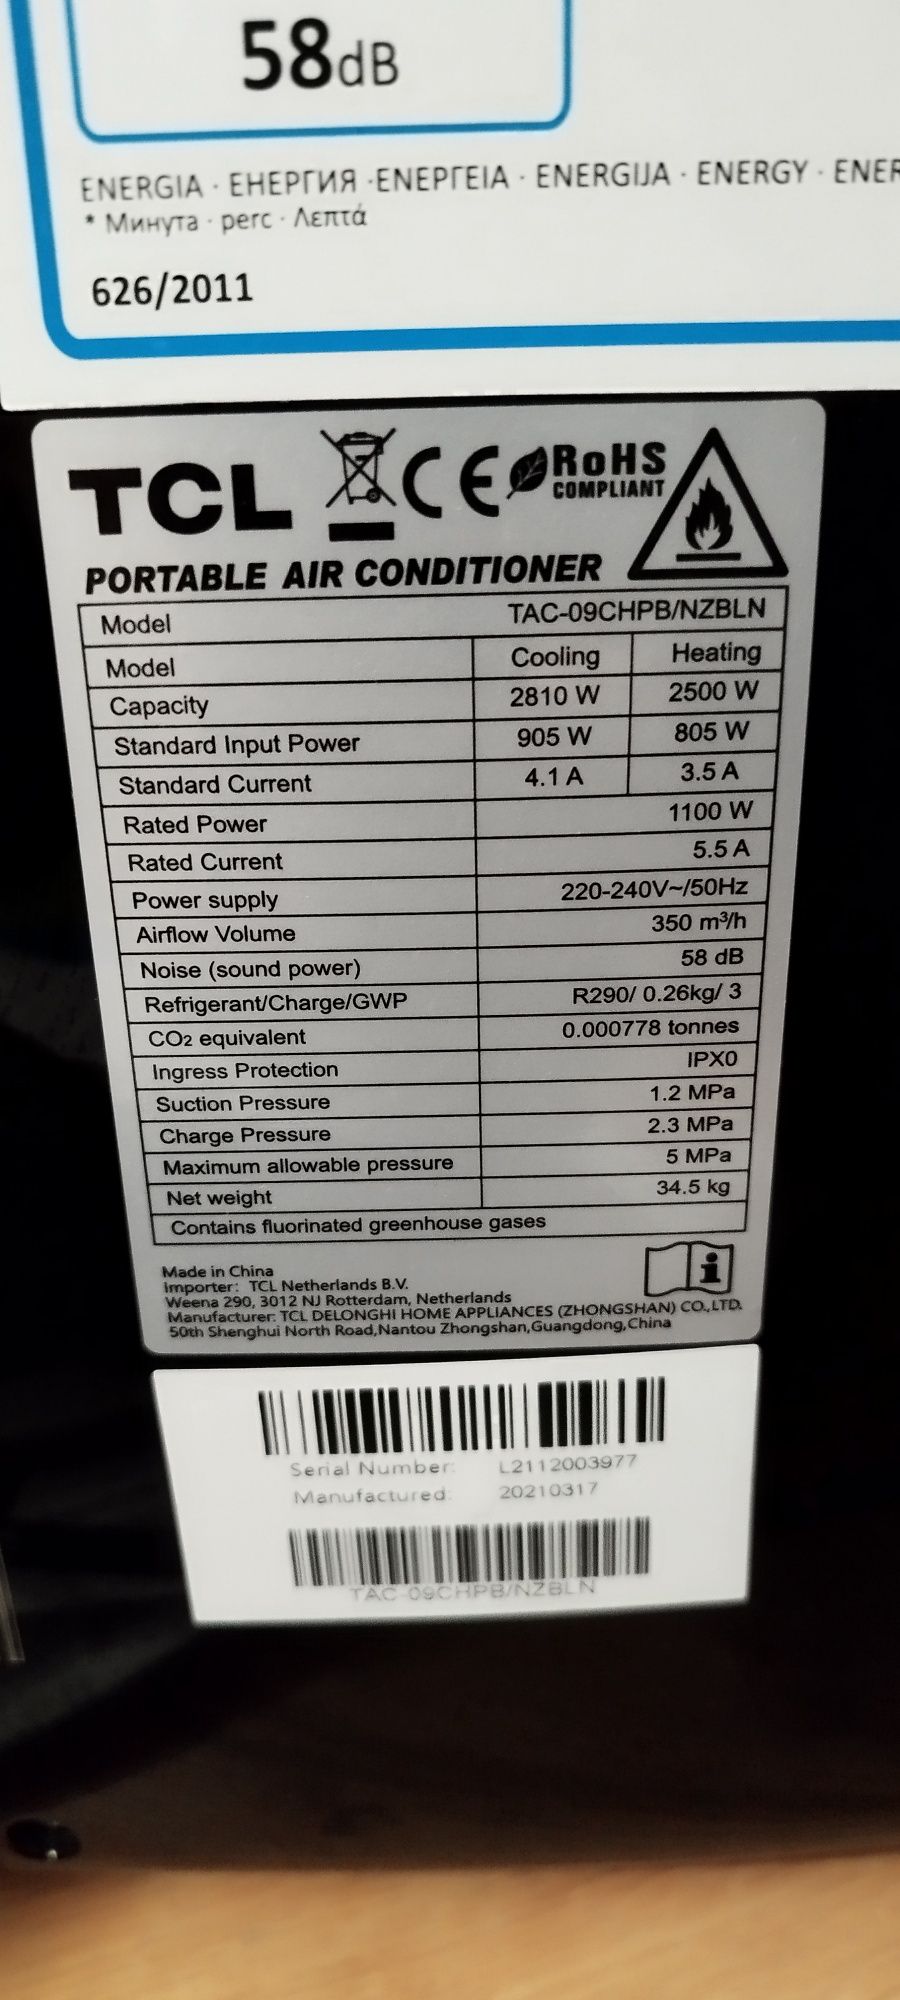 58dB
ENERGIA · ЕНЕРГИЯ ·ΕΝΕΡΓΕΙΑ · ENERGIJA · ENERGY · ENER
* Минута · perc · Λεπτά
626/2011
TCL CE RoHS COMPLIANT
PORTABLE AIR CONDITIONER
Model TAC-09CHPB/NZBLN
Model Cooling Heating
Capacity 2810 W 2500 W
Standard Input Power 905 W 805 W
Standard Current 4.1 A 3.5 A
Rated Power 1100 W
Rated Current 5.5 A
Power supply 220-240V~/50Hz
Airflow Volume 350 m³/h
Noise (sound power) 58 dB
Refrigerant/Charge/GWP R290/ 0.26kg/ 3
CO2 equivalent 0.000778 tonnes
Ingress Protection IPX0
Suction Pressure 1.2 MPa
Charge Pressure 2.3 MPa
Maximum allowable pressure 5 MPa
Net weight 34.5 kg
Contains fluorinated greenhouse gases
Made in China
Importer: TCL Netherlands B.V.
Weena 290, 3012 NJ Rotterdam, Netherlands
Manufacturer: TCL DELONGHI HOME APPLIANCES (ZHONGSHAN) CO.,LTD.
50th Shenghui North Road,Nantou Zhongshan,Guangdong,China
Serial Number: L2112003977
Manufactured: 20210317
TAC-09CHPB/NZBLN